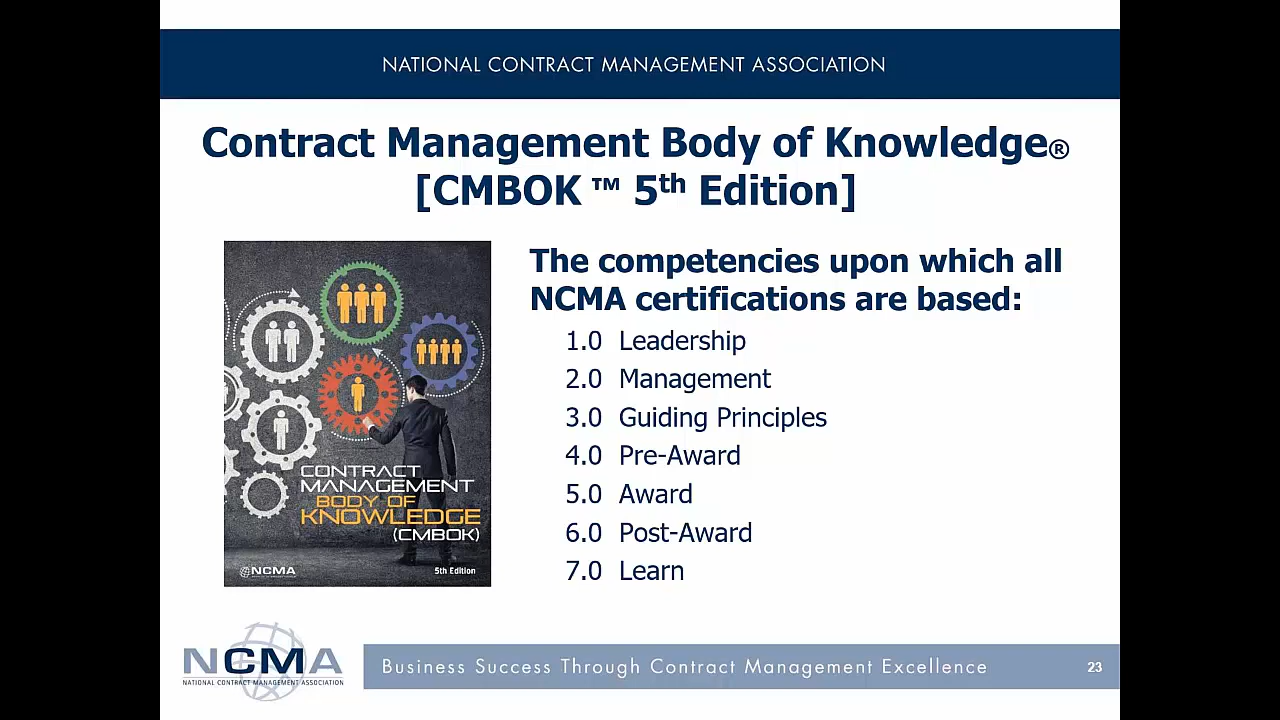 NATIONAL CONTRACT MANAGEMENT ASSOCIATION
Contract Management Body of Knowledge®
[CMBOK ™ 5th Edition]
The competencies upon which all
NCMA certifications are based:
1.0 Leadership
2.0 Management
3.0 Guiding Principles
4.0 Pre-Award
5.0 Award
6.0 Post-Award
7.0 Learn
CONTRACT
MANAGEMENT
BODY OF
KNOWLEDGE
(CMBOK)
NCMA
5th Edition
NCMA
NATIONAL CONTRACT MANAGEMENT ASSOCIATION
Business Success Through Contract Management Excellence
23